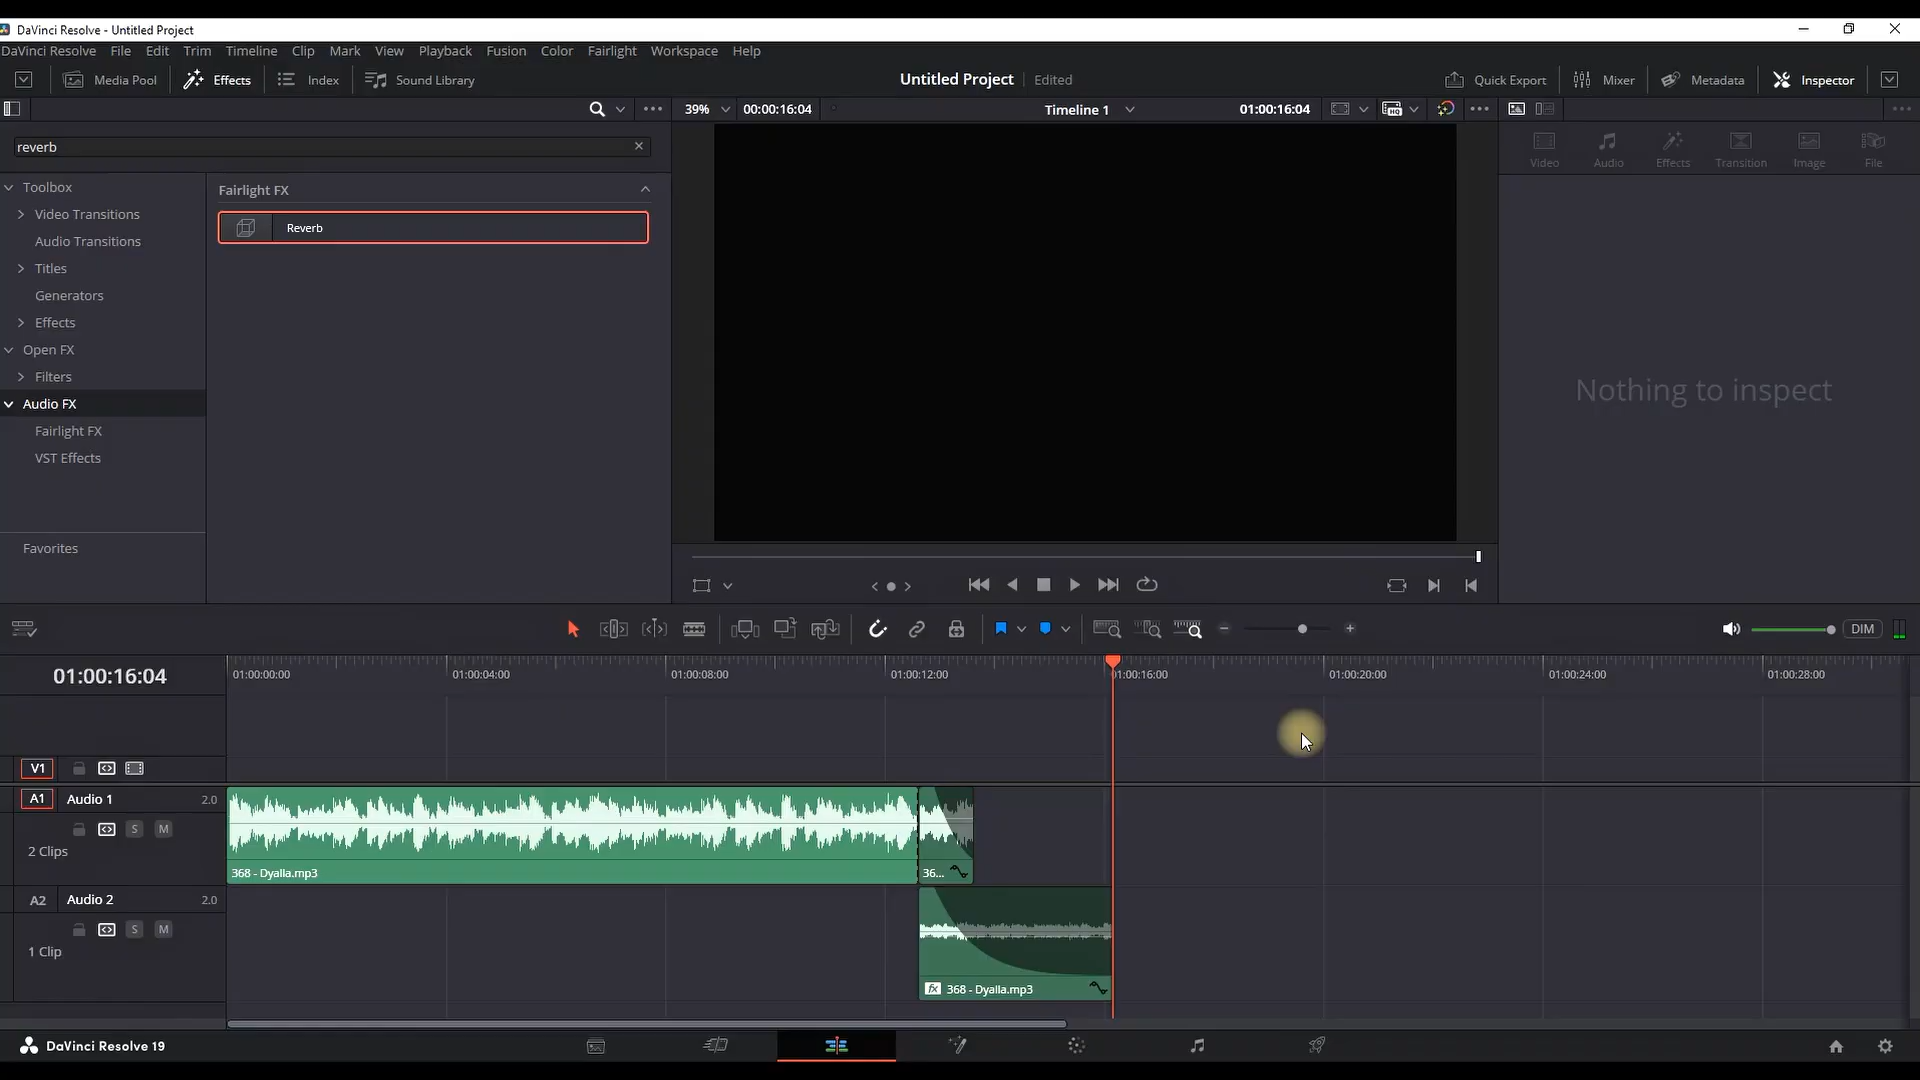 DaVinci Resolve - Untitled Project
DaVinci Resolve File Edit Trim Timeline Clip Mark View Playback Fusion Color Fairlight Workspace Help
Media Pool Effects Index Sound Library Untitled Project Edited Quick Export Mixer Metadata Inspector
39% 00:00:16:04 Timeline 1 01:00:16:04
reverb
Video Audio Effects Transition Image File
Toolbox
Video Transitions
Audio Transitions
Titles
Generators
Effects
Open FX
Filters
Audio FX
Fairlight FX
VST Effects
Favorites
Fairlight FX
Reverb
Nothing to inspect
DIM
01:00:16:04
01:00:00:00 01:00:04:00 01:00:08:00 01:00:12:00 01:00:16:00 01:00:20:00 01:00:24:00 01:00:28:00
V1
A1 Audio 1 2.0
S M
2 Clips
368 - Dyalla.mp3 36...
A2 Audio 2 2.0
S M
1 Clip
fx 368 - Dyalla.mp3
DaVinci Resolve 19